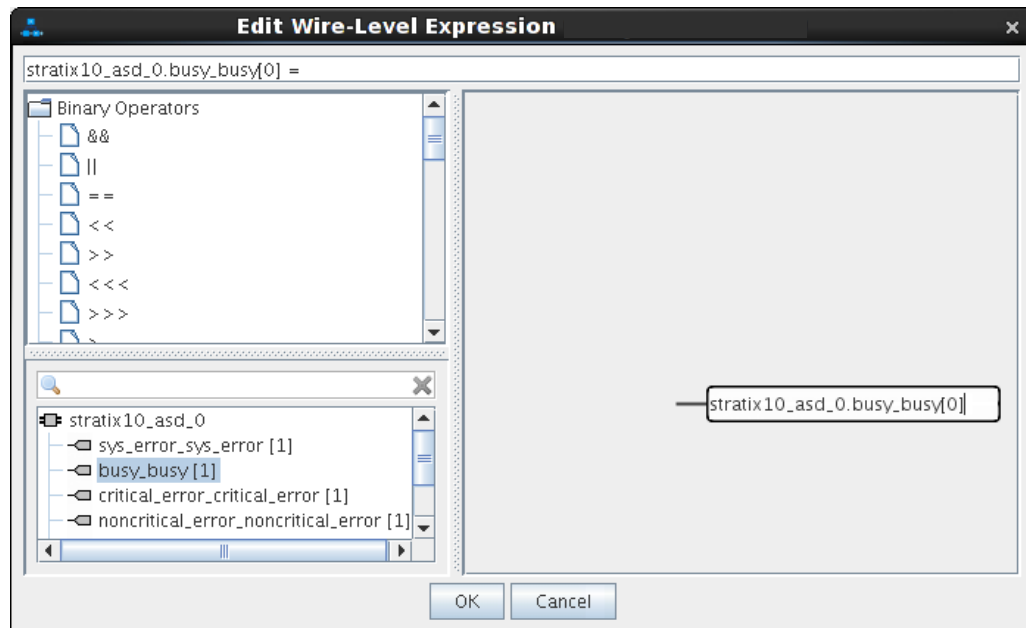 Edit Wire-Level Expression
stratix10_asd_0.busy_busy[0] =
Binary Operators
&&
||
==
<<
>>
<<<
>>>
stratix10_asd_0
sys_error_sys_error [1]
busy_busy [1]
critical_error_critical_error [1]
noncritical_error_noncritical_error [1]
stratix10_asd_0.busy_busy[0]
OK
Cancel